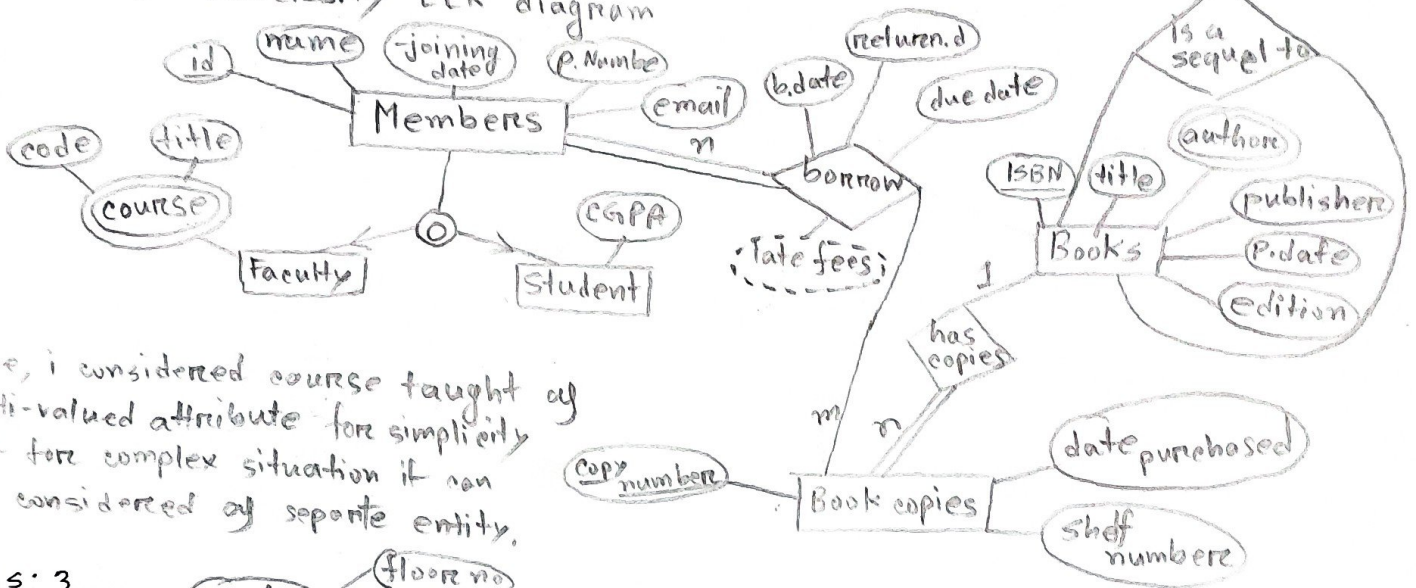 EER diagram
id
name
joining
date
p. Numbe
email
Members
code
title
course
Faculty
O
CGPA
Student
n
borrow
b.date
return.d
due date
late fees
is a
sequel to
ISBN
title
author
publisher
p.date
edition
Books
1
has
copies
m
n
copy
number
Book copies
date purchased
shelf
number
i considered course taught as
ti-valued attribute for simplicity
for complex situation it can
considered as seporte entity.
s: 3
floor no